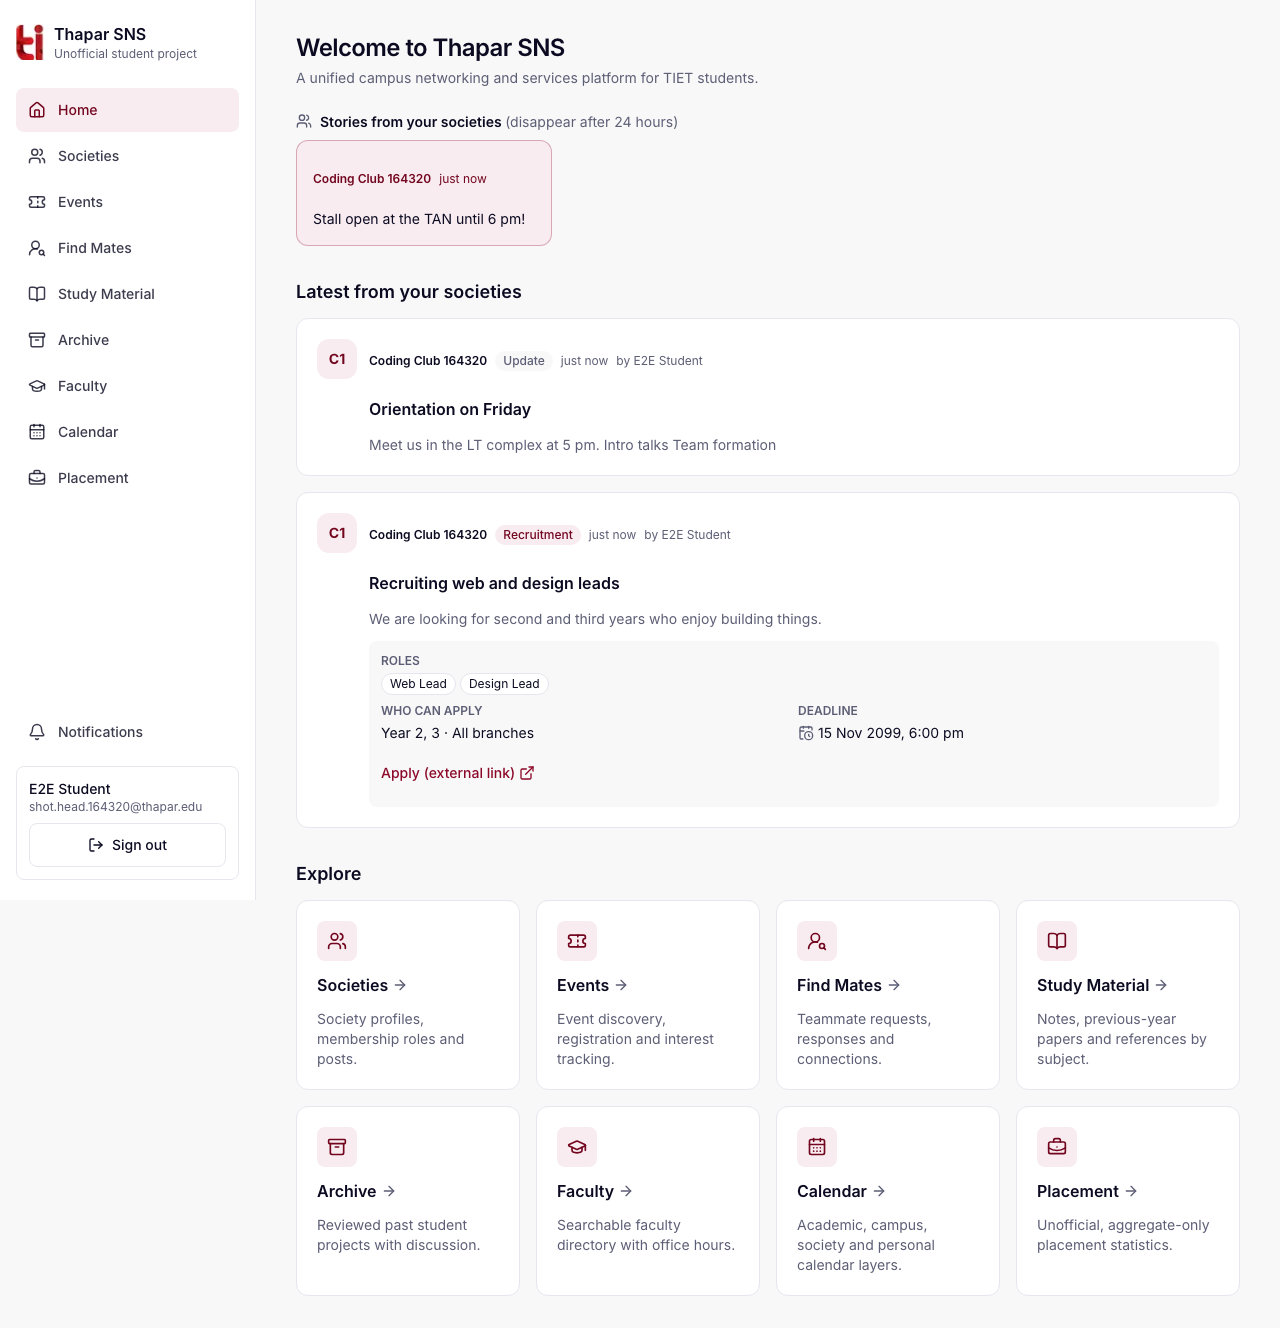 ti
Thapar SNS
Unofficial student project
Home
Societies
Events
Find Mates
Study Material
Archive
Faculty
Calendar
Placement
Notifications
E2E Student
shot.head.164320@thapar.edu
Sign out
Welcome to Thapar SNS
A unified campus networking and services platform for TIET students.
Stories from your societies (disappear after 24 hours)
Coding Club 164320 just now
Stall open at the TAN until 6 pm!
Latest from your societies
C1
Coding Club 164320 Update just now by E2E Student
Orientation on Friday
Meet us in the LT complex at 5 pm. Intro talks Team formation
C1
Coding Club 164320 Recruitment just now by E2E Student
Recruiting web and design leads
We are looking for second and third years who enjoy building things.
ROLES
Web Lead Design Lead
WHO CAN APPLY
Year 2, 3 · All branches
DEADLINE
15 Nov 2099, 6:00 pm
Apply (external link)
Explore
Societies →
Society profiles,
membership roles and
posts.
Events →
Event discovery,
registration and interest
tracking.
Find Mates →
Teammate requests,
responses and
connections.
Study Material →
Notes, previous-year
papers and references by
subject.
Archive →
Reviewed past student
projects with discussion.
Faculty →
Searchable faculty
directory with office hours.
Calendar →
Academic, campus,
society and personal
calendar layers.
Placement →
Unofficial, aggregate-only
placement statistics.